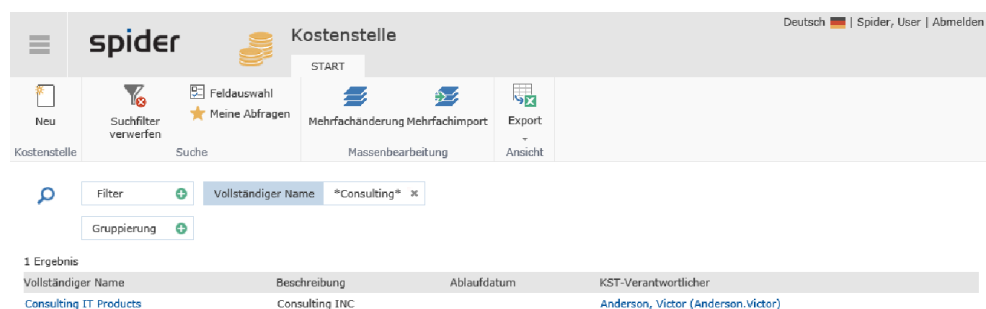 Deutsch | Spider, User | Abmelden
spider
Kostenstelle
START
Neu
Suchfilter verwerfen
Feldauswahl
Meine Abfragen
Mehrfachänderung
Mehrfachimport
Export
Kostenstelle
Suche
Massenbearbeitung
Ansicht
Filter
Vollständiger Name *Consulting*
Gruppierung
1 Ergebnis
Vollständiger Name Beschreibung Ablaufdatum KST-Verantwortlicher
Consulting IT Products Consulting INC Anderson, Victor (Anderson.Victor)